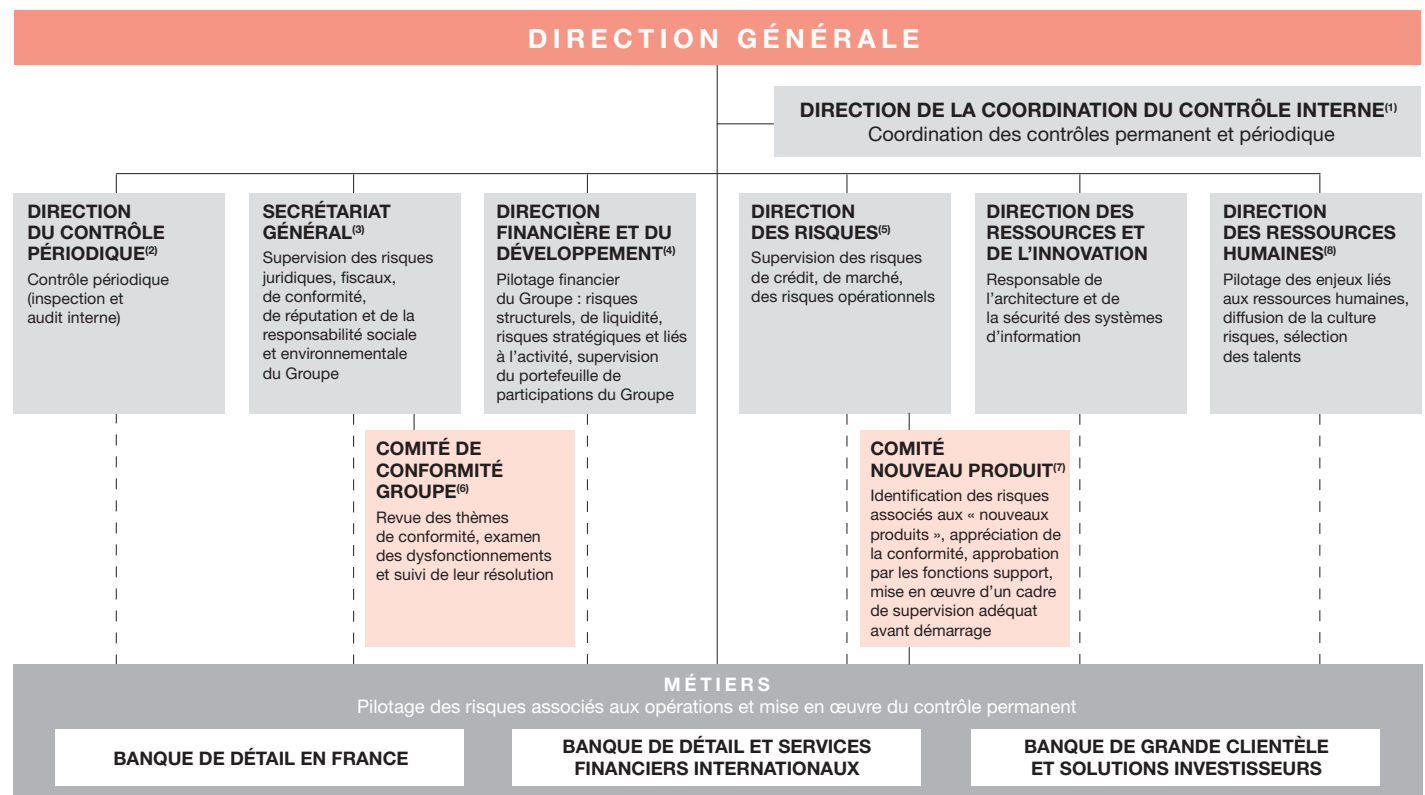 DIRECTION GÉNÉRALE
DIRECTION DE LA COORDINATION DU CONTRÔLE INTERNE(1)
Coordination des contrôles permanent et périodique
DIRECTION
DU CONTRÔLE
PÉRIODIQUE(2)
Contrôle périodique
(inspection et
audit interne)
SECRÉTARIAT
GÉNÉRAL(3)
Supervision des risques
juridiques, fiscaux,
de conformité,
de réputation et de la
responsabilité sociale
et environnementale
du Groupe
DIRECTION
FINANCIÈRE ET DU
DÉVELOPPEMENT(4)
Pilotage financier
du Groupe : risques
structurels, de liquidité,
risques stratégiques et liés
à l’activité, supervision
du portefeuille de
participations du Groupe
DIRECTION
DES RISQUES(5)
Supervision des risques
de crédit, de marché,
des risques opérationnels
DIRECTION DES
RESSOURCES ET
DE L’INNOVATION
Responsable de
l’architecture et de
la sécurité des systèmes
d’information
DIRECTION
DES RESSOURCES
HUMAINES(8)
Pilotage des enjeux liés
aux ressources humaines,
diffusion de la culture
risques, sélection
des talents
COMITÉ DE
CONFORMITÉ
GROUPE(6)
Revue des thèmes
de conformité, examen
des dysfonctionnements
et suivi de leur résolution
COMITÉ
NOUVEAU PRODUIT(7)
Identification des risques
associés aux « nouveaux
produits », appréciation de
la conformité, approbation
par les fonctions support,
mise en œuvre d’un cadre
de supervision adéquat
avant démarrage
MÉTIERS
Pilotage des risques associés aux opérations et mise en œuvre du contrôle permanent
BANQUE DE DÉTAIL EN FRANCE
BANQUE DE DÉTAIL ET SERVICES
FINANCIERS INTERNATIONAUX
BANQUE DE GRANDE CLIENTÈLE
ET SOLUTIONS INVESTISSEURS